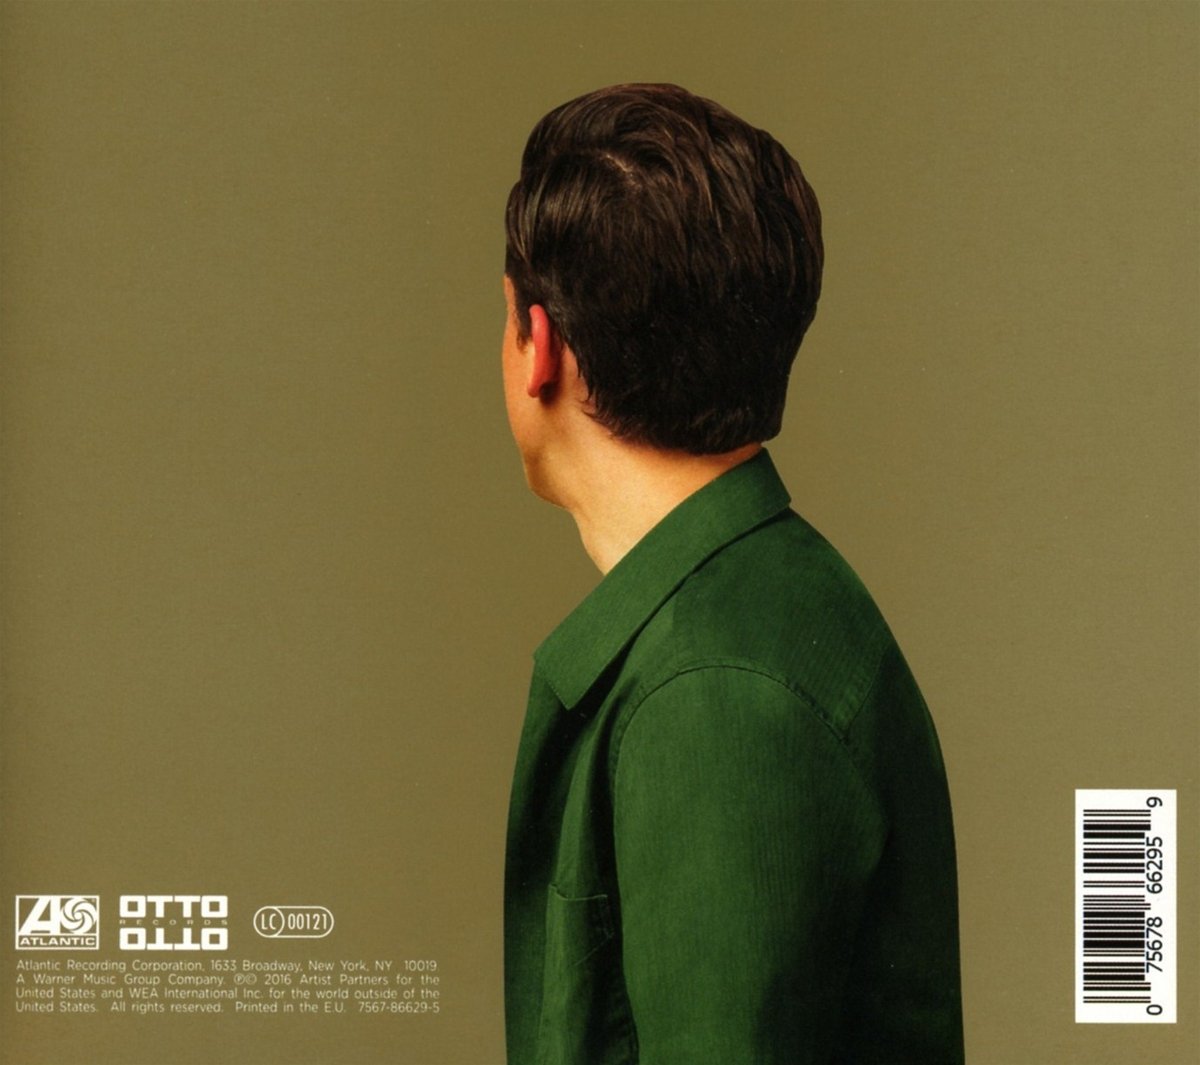 ATLANTIC
OTTO
RECORDS
OTTO
LC 00121
Atlantic Recording Corporation, 1633 Broadway, New York, NY 10019.
A Warner Music Group Company. ℗© 2016 Artist Partners for the
United States and WEA International Inc. for the world outside of the
United States. All rights reserved. Printed in the E.U. 7567-86629-5
0 75678 66295 9